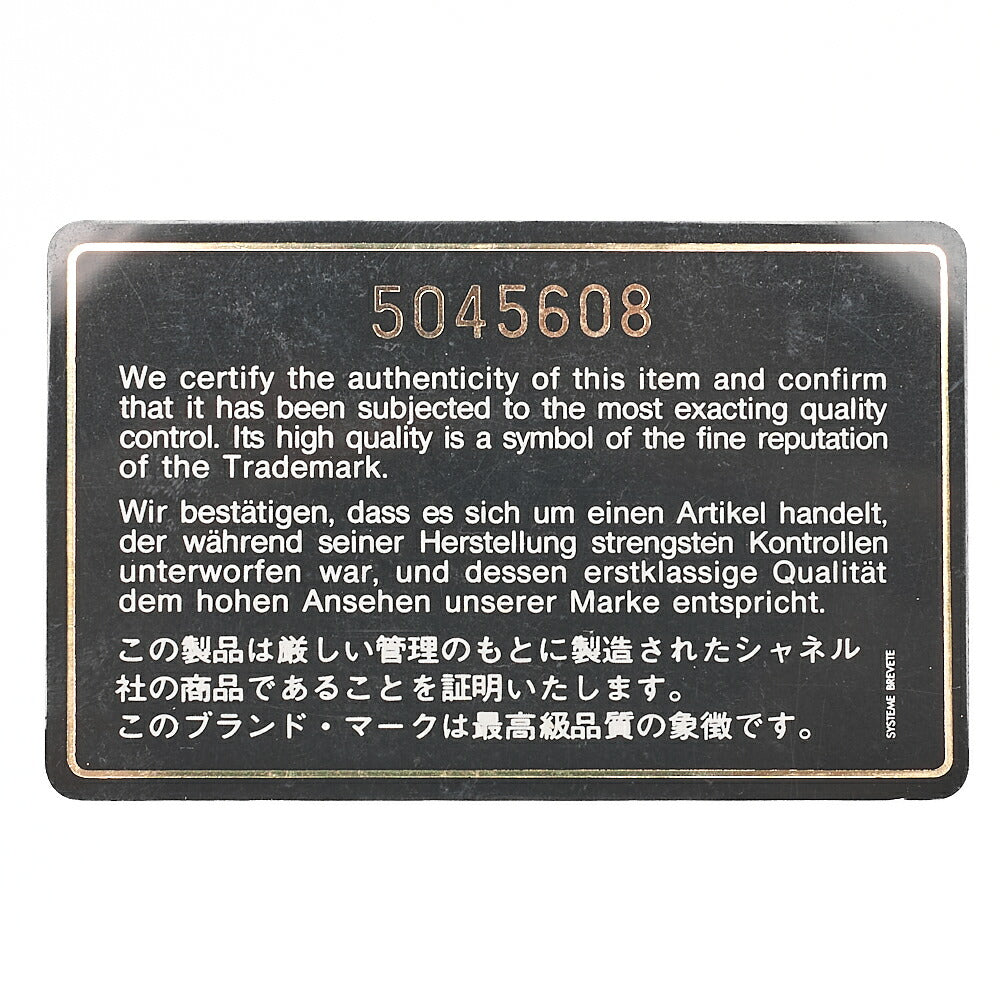 5045608
We certify the authenticity of this item and confirm
that it has been subjected to the most exacting quality
control. Its high quality is a symbol of the fine reputation
of the Trademark.
Wir bestätigen, dass es sich um einen Artikel handelt,
der während seiner Herstellung strengsten Kontrollen
unterworfen war, und dessen erstklassige Qualität
dem hohen Ansehen unserer Marke entspricht.
この製品は厳しい管理のもとに製造されたシャネル
社の商品であることを証明いたします。
このブランド・マークは最高級品質の象徴です。
SYSTEME BREVETE